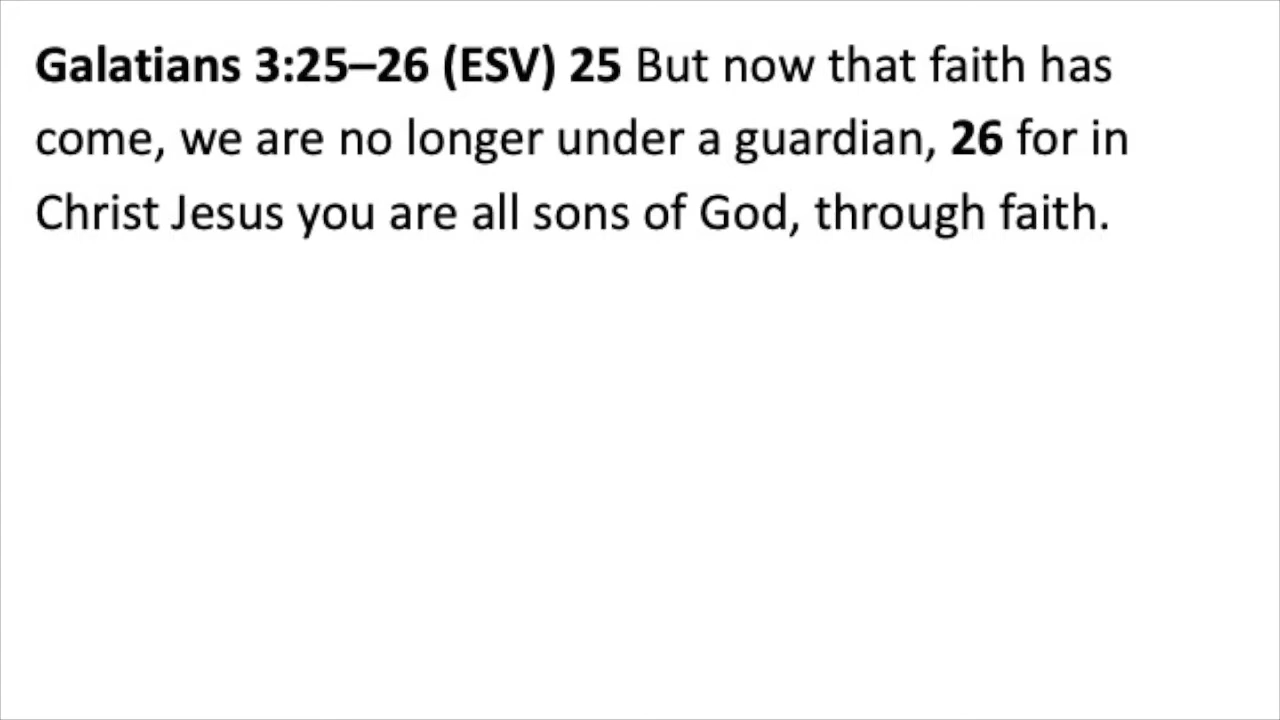 Galatians 3:25–26 (ESV) 25 But now that faith has
come, we are no longer under a guardian, 26 for in
Christ Jesus you are all sons of God, through faith.